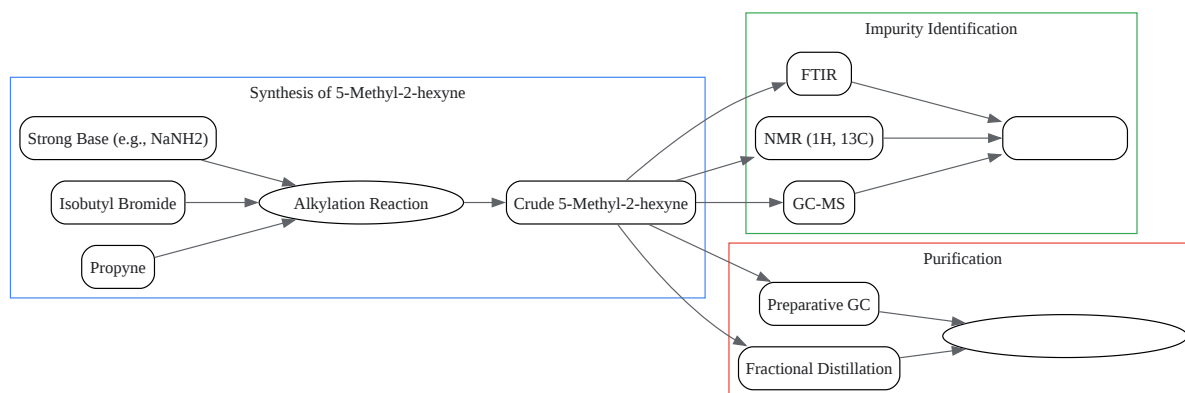 Impurity Identification
FTIR
Synthesis of 5-Methyl-2-hexyne
Strong Base (e.g., NaNH2)
NMR (1H, 13C)
Isobutyl Bromide
Alkylation Reaction
Crude 5-Methyl-2-hexyne
GC-MS
Propyne
Purification
Preparative GC
Fractional Distillation